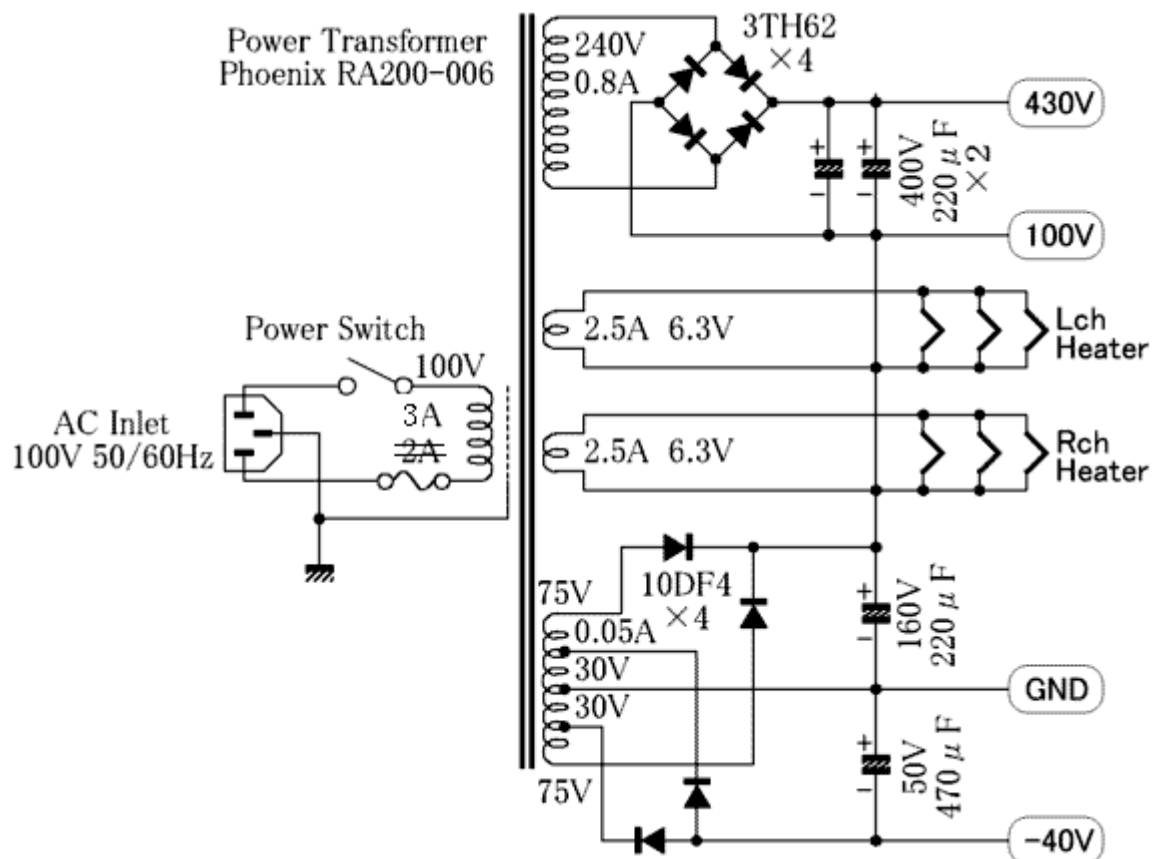 Power Transformer
Phoenix RA200-006
240V
0.8A
3TH62
×4
430V
+
+
-
-
400V
220μF
×2
100V
2.5A 6.3V
Lch
Heater
Power Switch
100V
3A
2A
AC Inlet
100V 50/60Hz
2.5A 6.3V
Rch
Heater
75V
0.05A
30V
30V
75V
10DF4
×4
+
-
160V
220μF
GND
+
-
50V
470μF
-40V